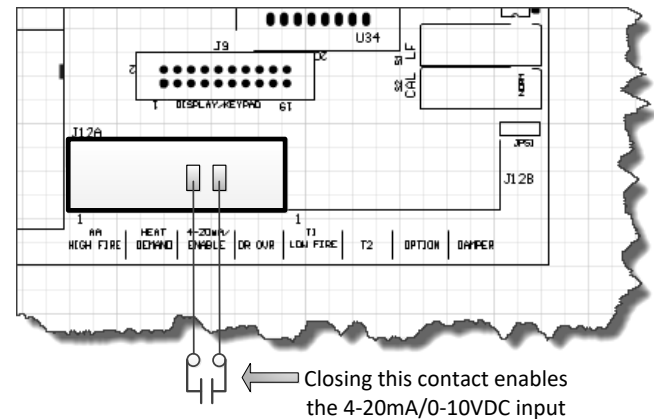 U34
J9
2
20
DISPLAY/KEYPAD
1
19
S1 LF
S2 CAL
NORM
JP51
J12A
J12B
1
1
AA HEAT 4-20mA/ T1
HIGH FIRE DEMAND ENABLE DR OVR LOW FIRE T2 OPTION DAMPER
Closing this contact enables
the 4-20mA/0-10VDC input